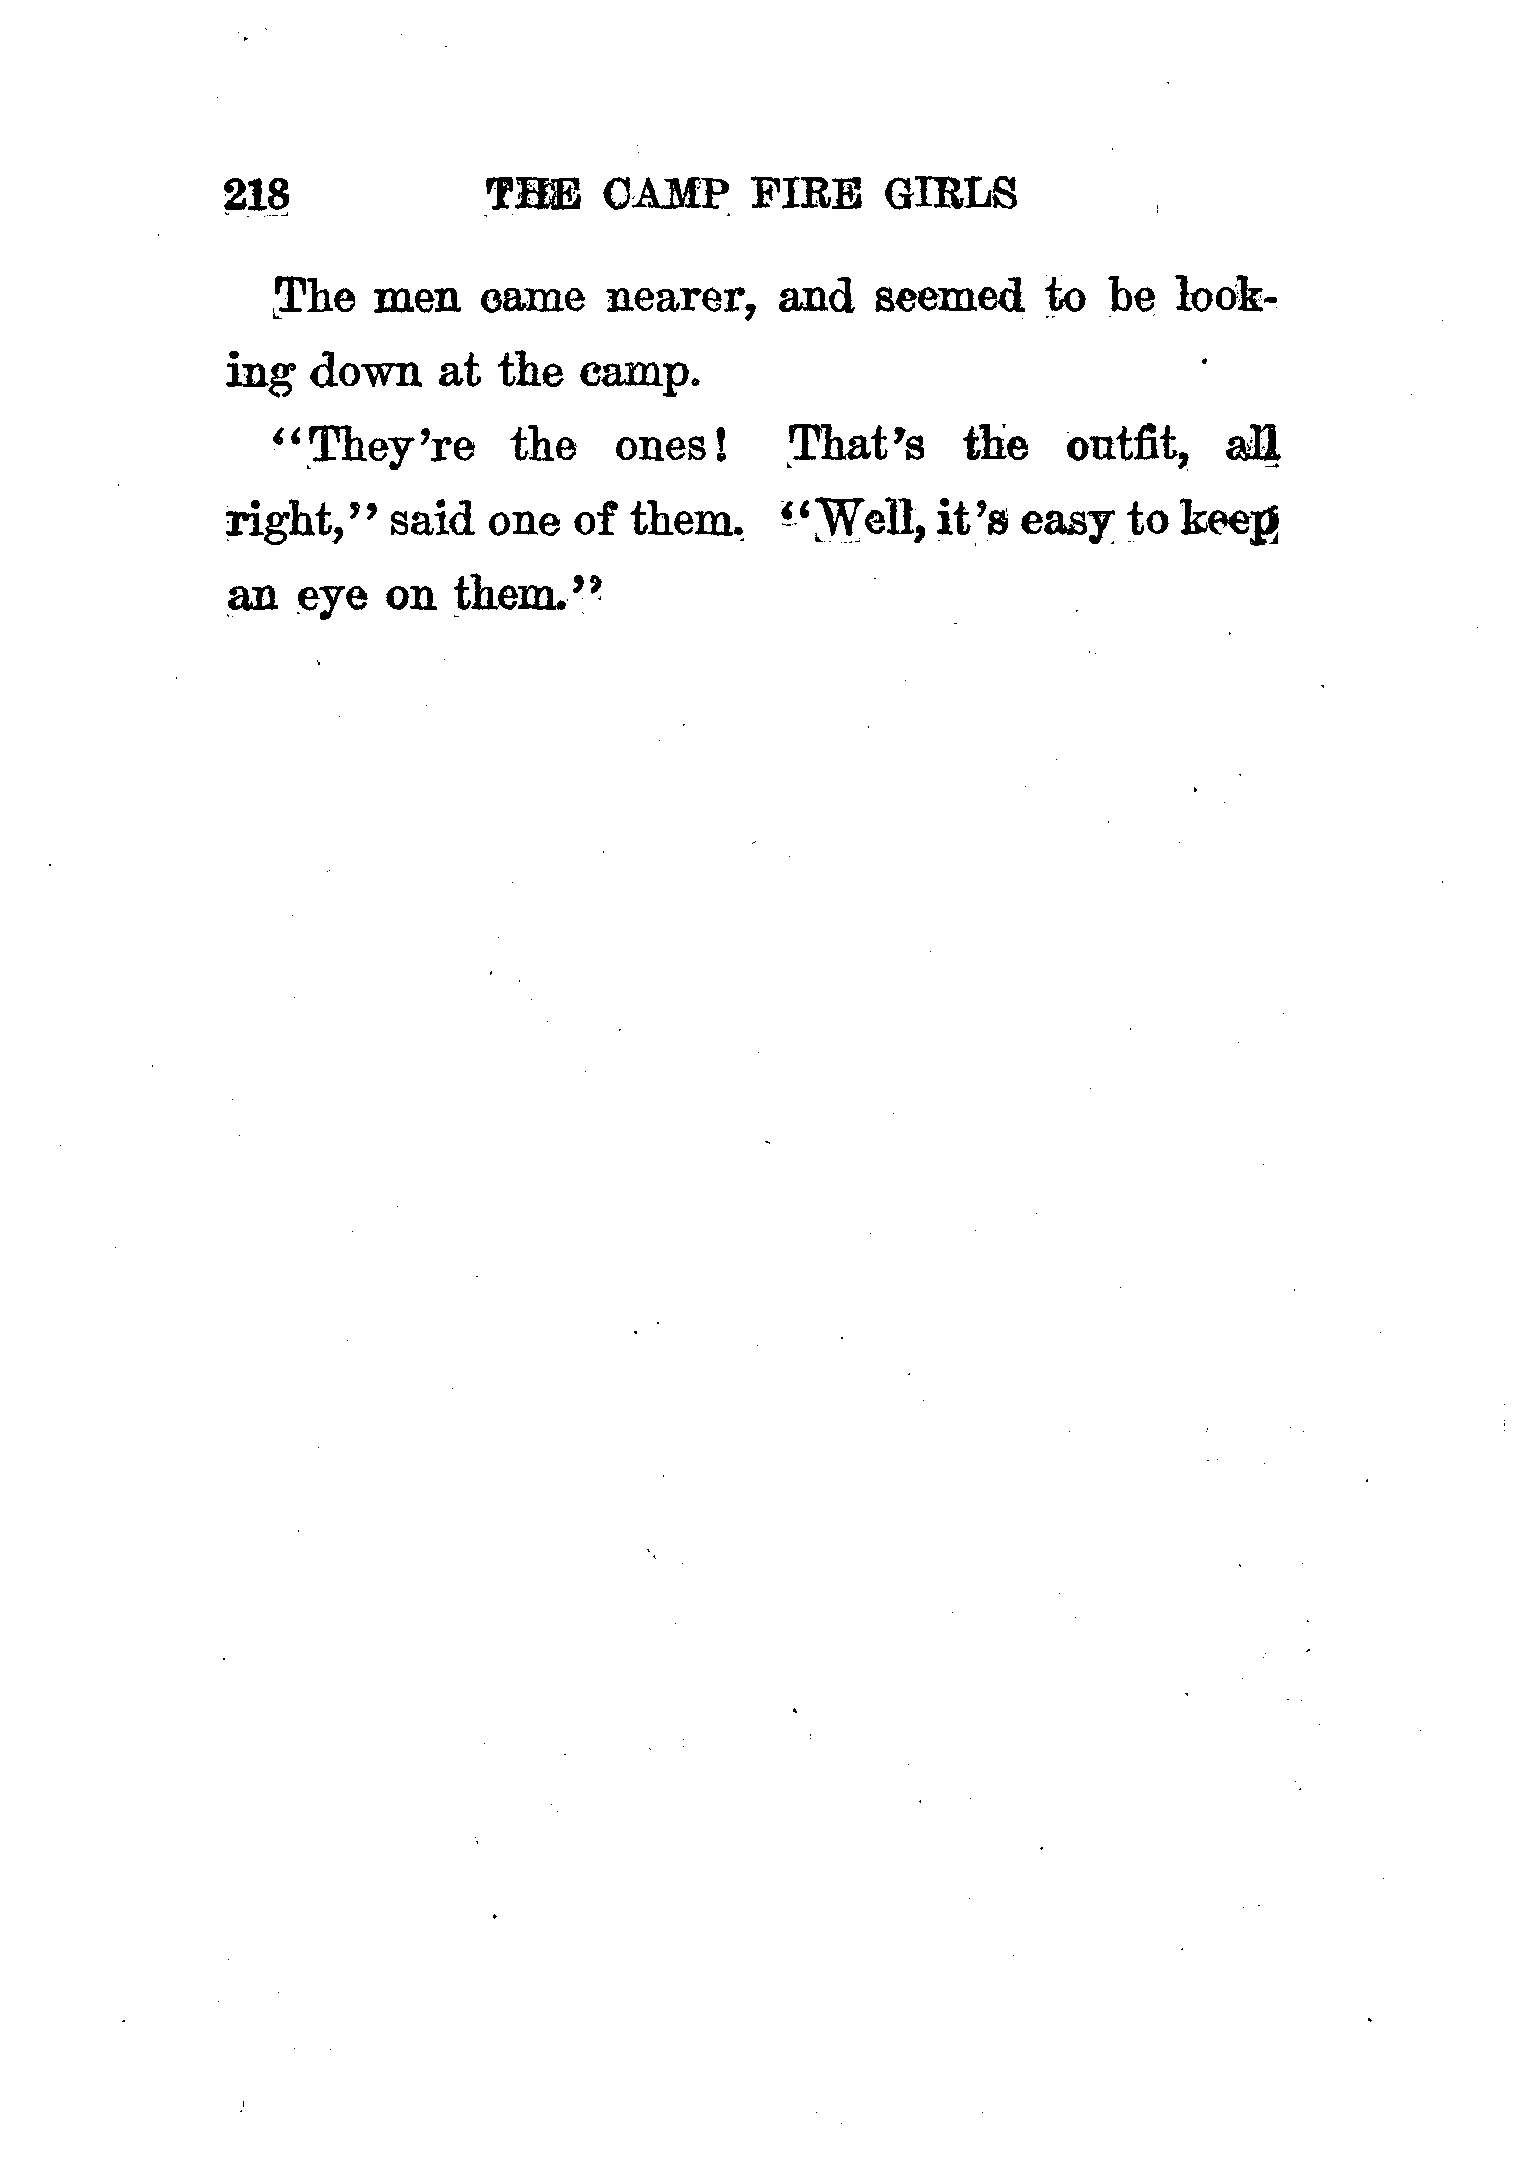 218 THE CAMP FIRE GIRLS
The men came nearer, and seemed to be look-
ing down at the camp.
“They’re the ones! That’s the outfit, all
right,” said one of them. “Well, it’s easy to keep
an eye on them.”